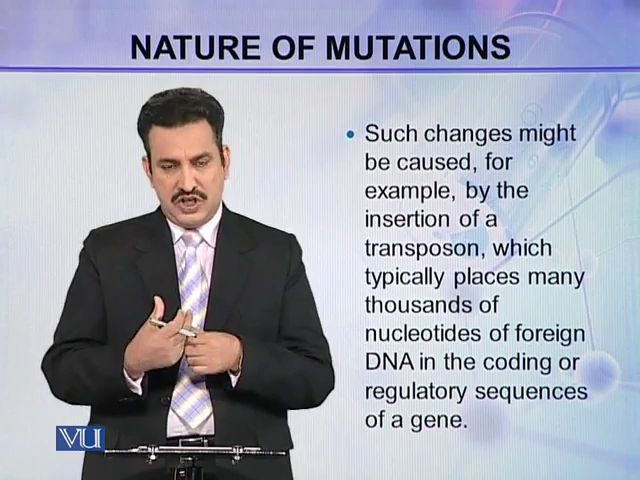 NATURE OF MUTATIONS
• Such changes might
be caused, for
example, by the
insertion of a
transposon, which
typically places many
thousands of
nucleotides of foreign
DNA in the coding or
regulatory sequences
of a gene.
VU